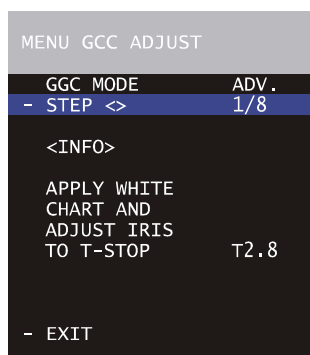 MENU GCC ADJUST
GGC MODE ADV.
- STEP <> 1/8
<INFO>
APPLY WHITE
CHART AND
ADJUST IRIS
TO T-STOP T2.8
- EXIT